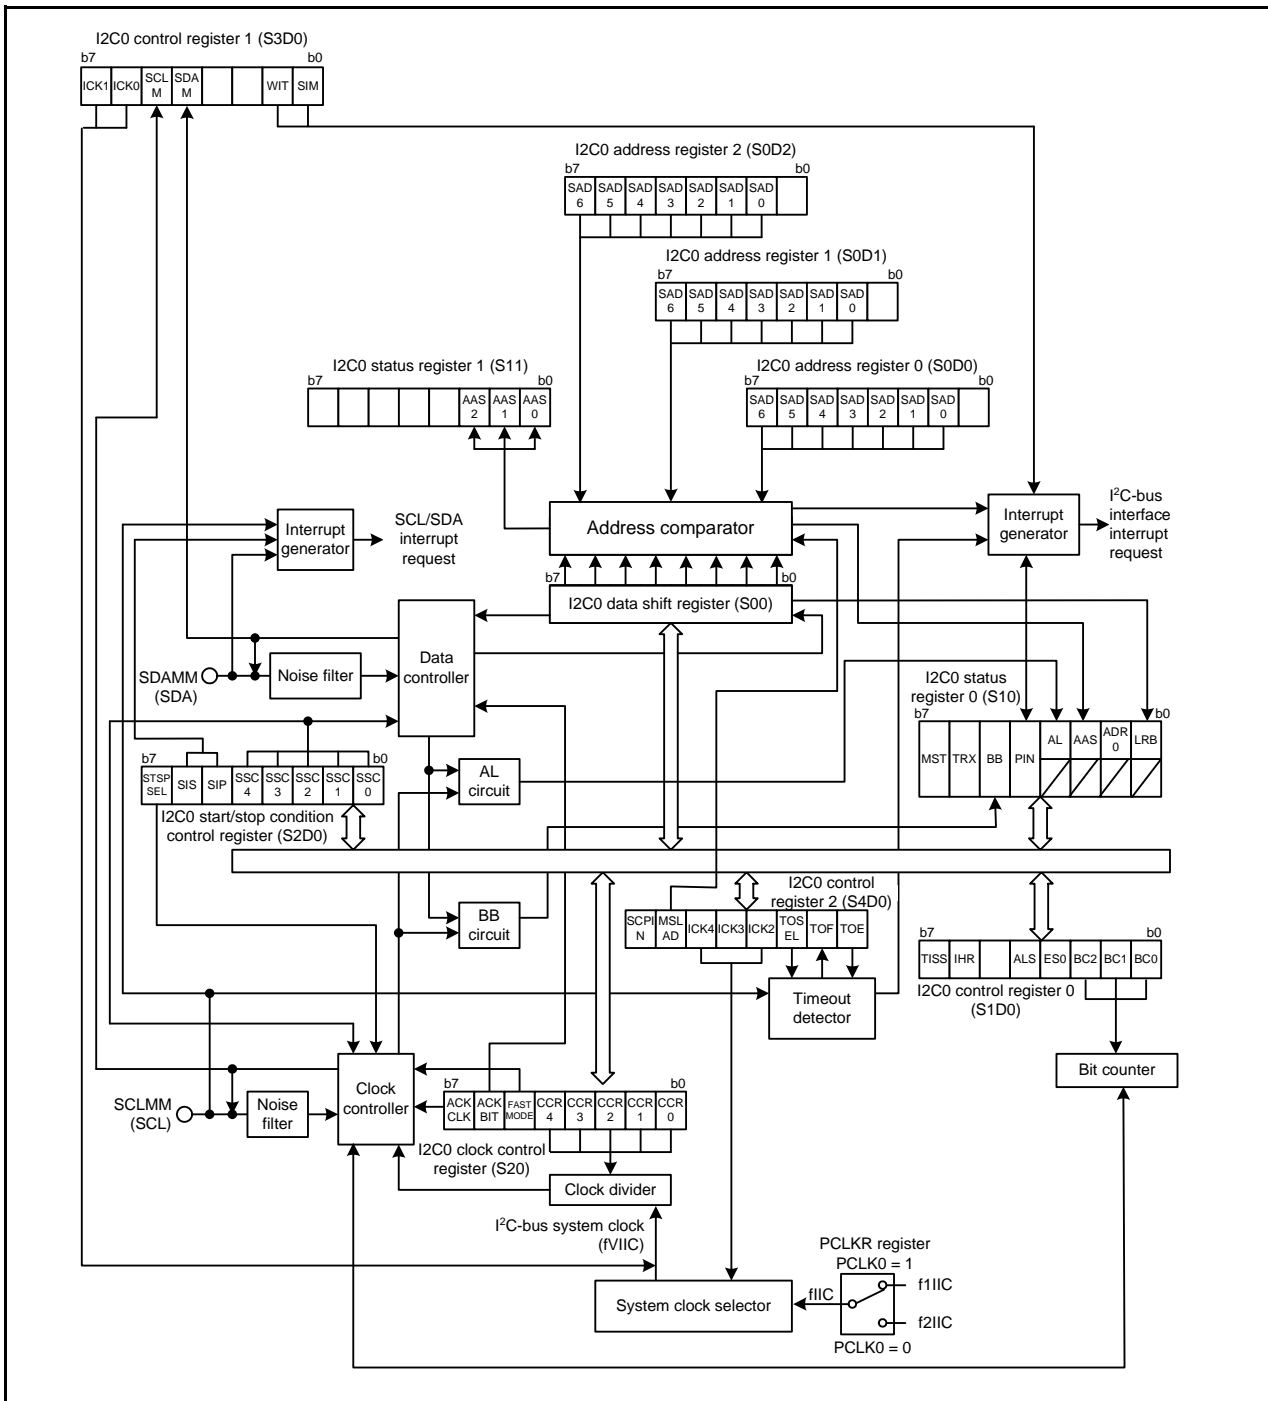 I2C0 control register 1 (S3D0)
b7 b0
ICK1 ICK0 SCL M SDA M WIT SIM
I2C0 address register 2 (S0D2)
b7 b0
SAD 6 SAD 5 SAD 4 SAD 3 SAD 2 SAD 1 SAD 0
I2C0 address register 1 (S0D1)
b7 b0
SAD 6 SAD 5 SAD 4 SAD 3 SAD 2 SAD 1 SAD 0
I2C0 address register 0 (S0D0)
b7 b0
SAD 6 SAD 5 SAD 4 SAD 3 SAD 2 SAD 1 SAD 0
I2C0 status register 1 (S11)
b7 b0
AAS 2 AAS 1 AAS 0
Interrupt
generator
SCL/SDA
interrupt
request
Address comparator
Interrupt
generator
I²C-bus
interface
interrupt
request
b7 b0
I2C0 data shift register (S00)
Data
controller
SDAMM
(SDA)
Noise filter
I2C0 status
register 0 (S10)
b7 b0
MST TRX BB PIN AL AAS ADR 0 LRB
b7 b0
STSP SEL SIS SIP SSC 4 SSC 3 SSC 2 SSC 1 SSC 0
I2C0 start/stop condition
control register (S2D0)
AL
circuit
BB
circuit
I2C0 control
register 2 (S4D0)
SCPI N MSL AD ICK4 ICK3 ICK2 TOS EL TOF TOE
Timeout
detector
b7 b0
TISS IHR ALS ES0 BC2 BC1 BC0
I2C0 control register 0
(S1D0)
Bit counter
SCLMM
(SCL)
Noise
filter
Clock
controller
b7 b0
ACK CLK ACK BIT FAST MODE CCR 4 CCR 3 CCR 2 CCR 1 CCR 0
I2C0 clock control
register (S20)
Clock divider
I²C-bus system clock
(fVIIC)
System clock selector
fIIC
PCLKR register
PCLK0 = 1
f1IIC
f2IIC
PCLK0 = 0